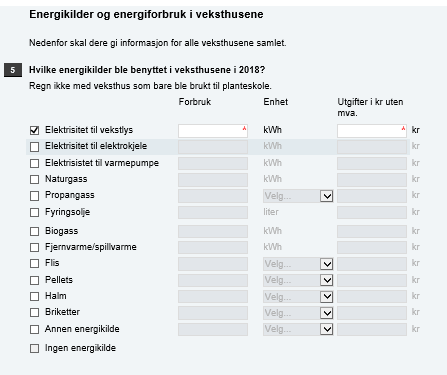 Energikilder og energiforbruk i veksthusene
Nedenfor skal dere gi informasjon for alle veksthusene samlet.
5 Hvilke energikilder ble benyttet i veksthusene i 2018?
Regn ikke med veksthus som bare ble brukt til planteskole.
Forbruk Enhet Utgifter i kr uten
mva.
Elektrisitet til vekstlys * kWh * kr
Elektrisitet til elektrokjele kWh kr
Elektrisistet til varmepumpe kWh kr
Naturgass kWh kr
Propangass Velg... kr
Fyringsolje liter kr
Biogass kWh kr
Fjernvarme/spillvarme kWh kr
Flis Velg... kr
Pellets Velg... kr
Halm Velg... kr
Briketter Velg... kr
Annen energikilde Velg... kr
Ingen energikilde